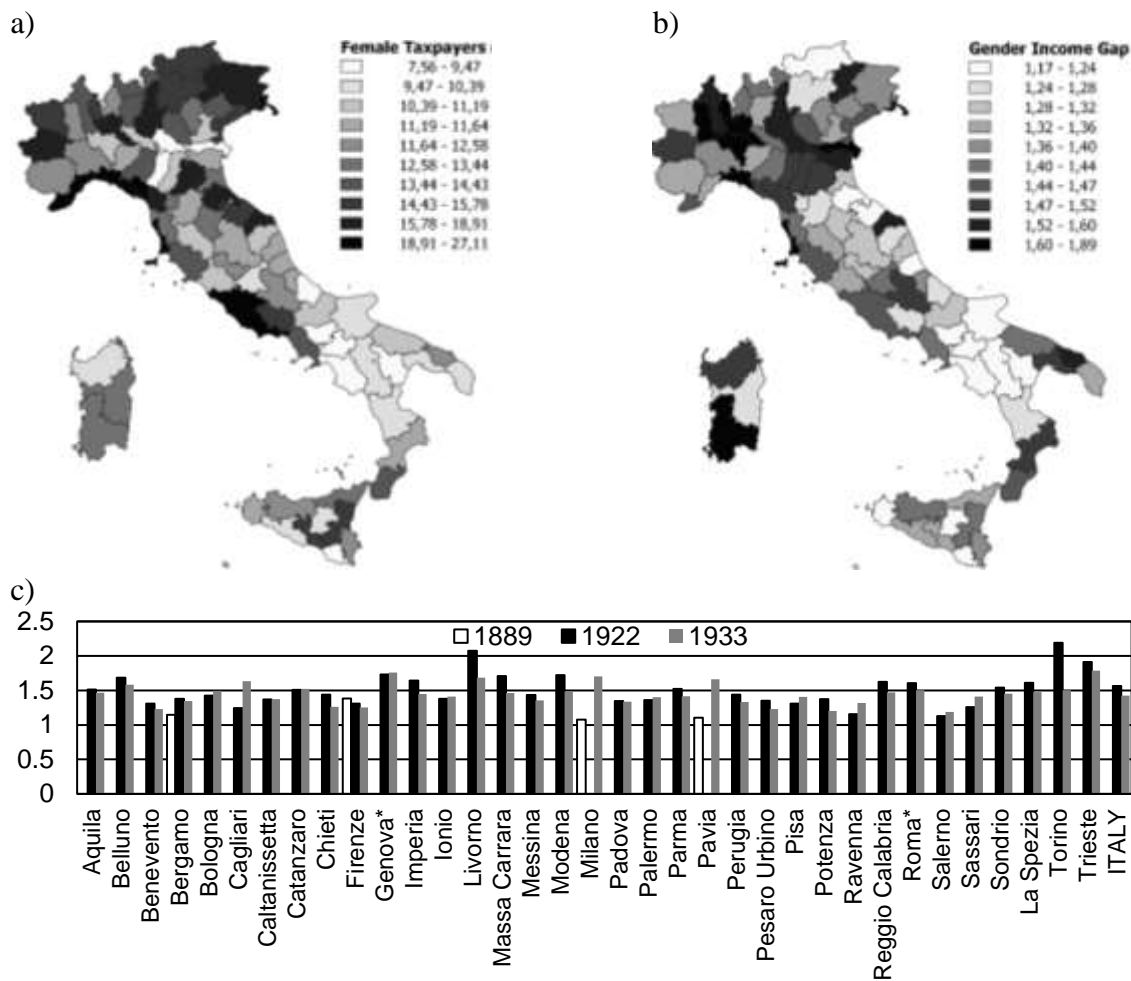 a)
Female Taxpayers
7,56 - 9,47
9,47 - 10,39
10,39 - 11,19
11,19 - 11,64
11,64 - 12,58
12,58 - 13,44
13,44 - 14,43
14,43 - 15,78
15,78 - 18,91
18,91 - 27,11
b)
Gender Income Gap
1,17 - 1,24
1,24 - 1,28
1,28 - 1,32
1,32 - 1,36
1,36 - 1,40
1,40 - 1,44
1,44 - 1,47
1,47 - 1,52
1,52 - 1,60
1,60 - 1,89
c)
2.5
2
1.5
1
0.5
0
1889
1922
1933
Aquila
Belluno
Benevento
Bergamo
Bologna
Cagliari
Caltanissetta
Catanzaro
Chieti
Firenze
Genova*
Imperia
Ionio
Livorno
Massa Carrara
Messina
Modena
Milano
Padova
Palermo
Parma
Pavia
Perugia
Pesaro Urbino
Pisa
Potenza
Ravenna
Reggio Calabria
Roma*
Salerno
Sassari
Sondrio
La Spezia
Torino
Trieste
ITALY